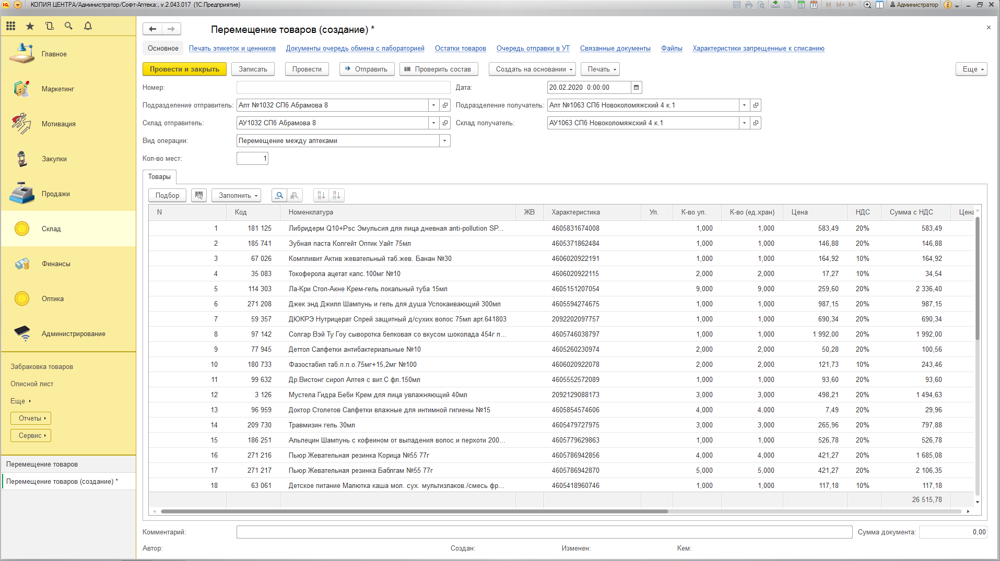 КОПИЯ ЦЕНТРА/Администратор/Софт-Аптека:, v.2.043.017 (1С:Предприятие)
M M+ M- Администратор
Главное
Маркетинг
Мотивация
Закупки
Продажи
Склад
Финансы
Оптика
Администрирование
Забраковка товаров
Описной лист
Еще
Отчеты
Сервис
Перемещение товаров
Перемещение товаров (создание) *
Перемещение товаров (создание) *
Основное Печать этикеток и ценников Документы очередь обмена с лабораторией Остатки товаров Очередь отправки в УТ Связанные документы Файлы Характеристики запрещенные к списанию
Провести и закрыть Записать Провести Отправить Проверить состав Создать на основании Печать Еще
Номер: Дата: 20.02.2020 0:00:00
Подразделение отправитель: Апт №1032 СПб Абрамова 8 Подразделение получатель: Апт №1063 СПб Новоколомяжский 4 к.1
Склад отправитель: АУ1032 СПб Абрамова 8 Склад получатель: АУ1063 СПб Новоколомяжский 4 к.1
Вид операции: Перемещение между аптеками
Кол-во мест: 1
Товары
Подбор Заполнить
N Код Номенклатура ЖВ Характеристика Уп. К-во уп. К-во (ед.хран) Цена НДС Сумма с НДС Цена
1 181 125 Либридерм Q10+Psc Эмульсия для лица дневная anti-pollution SP... 4605831674008 1,000 1,000 583,49 20% 583,49
2 185 741 Зубная паста Колгейт Оптик Уайт 75мл 4605371862484 1,000 1,000 146,88 20% 146,88
3 67 026 Компливит Актив жевательный таб.жев. Банан №30 4606020922191 1,000 1,000 164,92 10% 164,92
4 35 083 Токоферола ацетат капс.100мг №10 4606020922115 2,000 2,000 17,27 10% 34,54
5 114 303 Ла-Кри Стоп-Акне Крем-гель локальный туба 15мл 4605151207054 9,000 9,000 259,60 20% 2 336,40
6 271 208 Джек энд Джилл Шампунь и гель для душа Успокаивающий 300мл 4605594274675 1,000 1,000 987,15 20% 987,15
7 59 357 ДЮКРЭ Нутрицерат Спрей защитный д/сухих волос 75мл арт.641803 2092202097757 1,000 1,000 690,34 20% 690,34
8 97 142 Солгар Вэй Ту Гоу сыворотка белковая со вкусом шоколада 454г п... 4605746038797 1,000 1,000 1 992,00 20% 1 992,00
9 77 945 Деттол Салфетки антибактериальные №10 4605260230974 2,000 2,000 50,28 20% 100,56
10 180 733 Фазостабил таб.п.п.о.75мг+15,2мг №100 4606020922078 2,000 2,000 121,73 10% 243,46
11 99 632 Др.Вистонг сироп Алтея с вит.С фл.150мл 4605552572089 1,000 1,000 93,60 20% 93,60
12 3 126 Мустела Гидра Беби Крем для лица увлажняющий 40мл 2092129088173 3,000 3,000 498,21 20% 1 494,63
13 96 959 Доктор Столетов Салфетки влажные для интимной гигиены №15 4605854574606 4,000 4,000 7,49 20% 29,96
14 209 730 Травмизин гель 30мл 4605479727975 3,000 3,000 265,96 20% 797,88
15 186 251 Альпецин Шампунь с кофеином от выпадения волос и перхоти 200... 4605779629863 1,000 1,000 526,78 20% 526,78
16 271 216 Пьюр Жевательная резинка Корица №55 77г 4605786942856 4,000 4,000 421,27 20% 1 685,08
17 271 217 Пьюр Жевательная резинка Баблгам №55 77г 4605786942870 5,000 5,000 421,27 20% 2 106,35
18 63 061 Детское питание Малютка каша мол. сух. мультизлаков./смесь фр... 4605418960746 1,000 1,000 117,18 10% 117,18
26 515,78
Комментарий: Сумма документа: 0,00
Автор: Создан: Изменен: Кем: